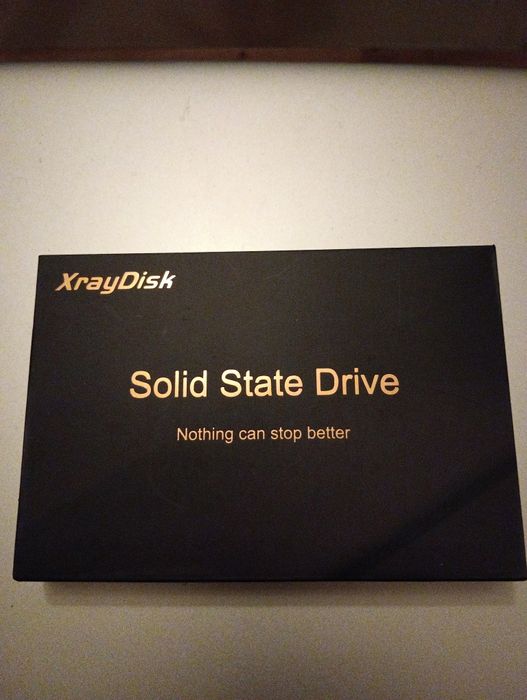 XrayDisk
Solid State Drive
Nothing can stop better